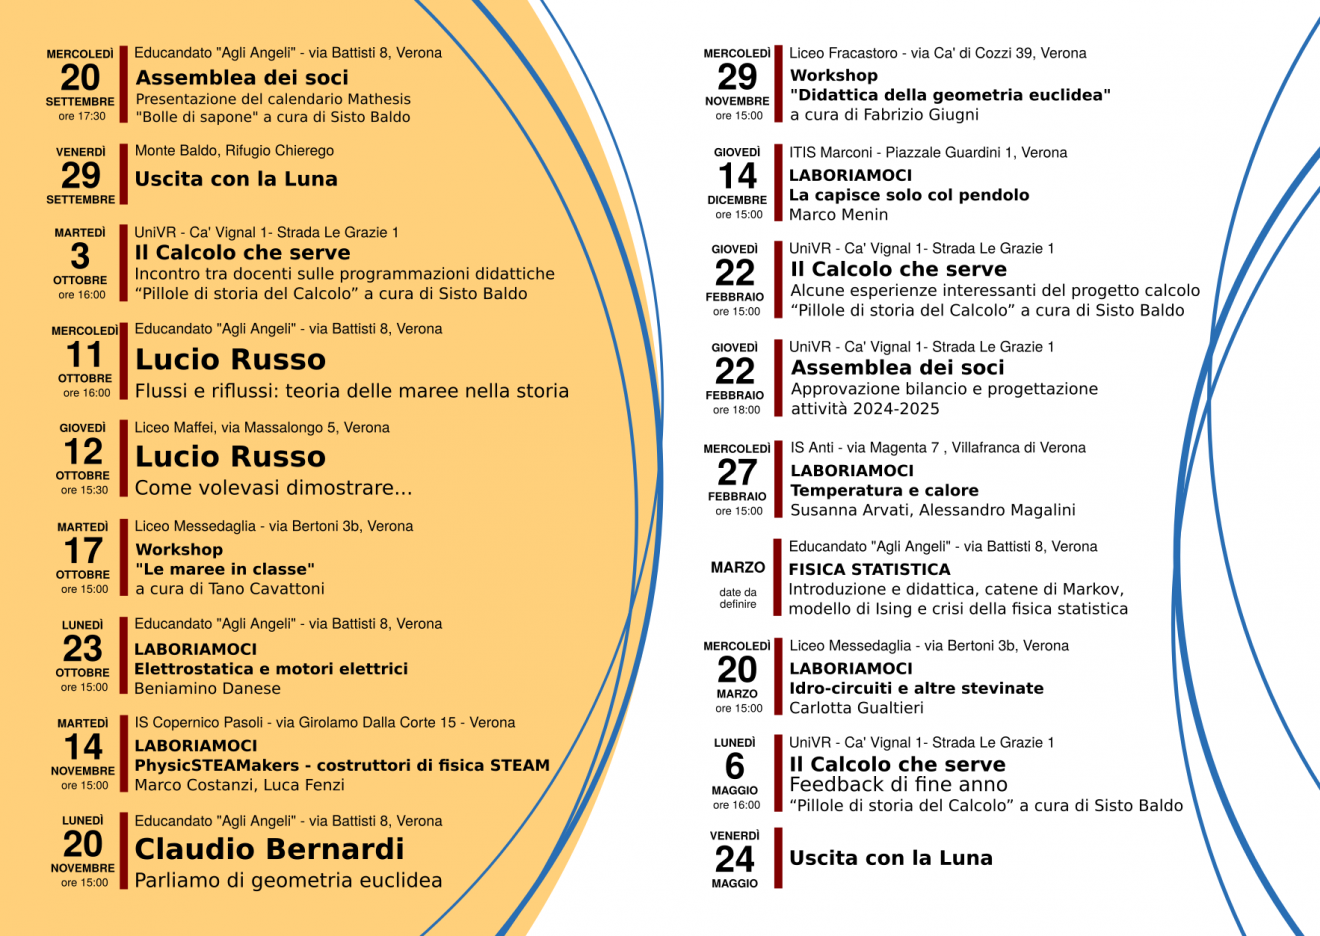 MERCOLEDÌ
20
SETTEMBRE
ore 17:30
Educandato "Agli Angeli" - via Battisti 8, Verona
Assemblea dei soci
Presentazione del calendario Mathesis
"Bolle di sapone" a cura di Sisto Baldo
VENERDÌ
29
SETTEMBRE
Monte Baldo, Rifugio Chierego
Uscita con la Luna
MARTEDÌ
3
OTTOBRE
ore 16:00
UniVR - Ca' Vignal 1- Strada Le Grazie 1
Il Calcolo che serve
Incontro tra docenti sulle programmazioni didattiche
“Pillole di storia del Calcolo” a cura di Sisto Baldo
MERCOLEDÌ
11
OTTOBRE
ore 16:00
Educandato "Agli Angeli" - via Battisti 8, Verona
Lucio Russo
Flussi e riflussi: teoria delle maree nella storia
GIOVEDÌ
12
OTTOBRE
ore 15:30
Liceo Maffei, via Massalongo 5, Verona
Lucio Russo
Come volevasi dimostrare...
MARTEDÌ
17
OTTOBRE
ore 15:00
Liceo Messedaglia - via Bertoni 3b, Verona
Workshop
"Le maree in classe"
a cura di Tano Cavattoni
LUNEDÌ
23
OTTOBRE
ore 15:00
Educandato "Agli Angeli" - via Battisti 8, Verona
LABORIAMOCI
Elettrostatica e motori elettrici
Beniamino Danese
MARTEDÌ
14
NOVEMBRE
ore 15:00
IS Copernico Pasoli - via Girolamo Dalla Corte 15 - Verona
LABORIAMOCI
PhysicSTEAMakers - costruttori di fisica STEAM
Marco Costanzi, Luca Fenzi
LUNEDÌ
20
NOVEMBRE
ore 15:00
Educandato "Agli Angeli" - via Battisti 8, Verona
Claudio Bernardi
Parliamo di geometria euclidea
MERCOLEDÌ
29
NOVEMBRE
ore 15:00
Liceo Fracastoro - via Ca' di Cozzi 39, Verona
Workshop
"Didattica della geometria euclidea"
a cura di Fabrizio Giugni
GIOVEDÌ
14
DICEMBRE
ore 15:00
ITIS Marconi - Piazzale Guardini 1, Verona
LABORIAMOCI
La capisce solo col pendolo
Marco Menin
GIOVEDÌ
22
FEBBRAIO
ore 15:00
UniVR - Ca' Vignal 1- Strada Le Grazie 1
Il Calcolo che serve
Alcune esperienze interessanti del progetto calcolo
“Pillole di storia del Calcolo” a cura di Sisto Baldo
GIOVEDÌ
22
FEBBRAIO
ore 18:00
UniVR - Ca' Vignal 1- Strada Le Grazie 1
Assemblea dei soci
Approvazione bilancio e progettazione
attività 2024-2025
MERCOLEDÌ
27
FEBBRAIO
ore 15:00
IS Anti - via Magenta 7 , Villafranca di Verona
LABORIAMOCI
Temperatura e calore
Susanna Arvati, Alessandro Magalini
MARZO
date da
definire
Educandato "Agli Angeli" - via Battisti 8, Verona
FISICA STATISTICA
Introduzione e didattica, catene di Markov,
modello di Ising e crisi della fisica statistica
MERCOLEDÌ
20
MARZO
ore 15:00
Liceo Messedaglia - via Bertoni 3b, Verona
LABORIAMOCI
Idro-circuiti e altre stevinate
Carlotta Gualtieri
LUNEDÌ
6
MAGGIO
ore 16:00
UniVR - Ca' Vignal 1- Strada Le Grazie 1
Il Calcolo che serve
Feedback di fine anno
“Pillole di storia del Calcolo” a cura di Sisto Baldo
VENERDÌ
24
MAGGIO
Uscita con la Luna